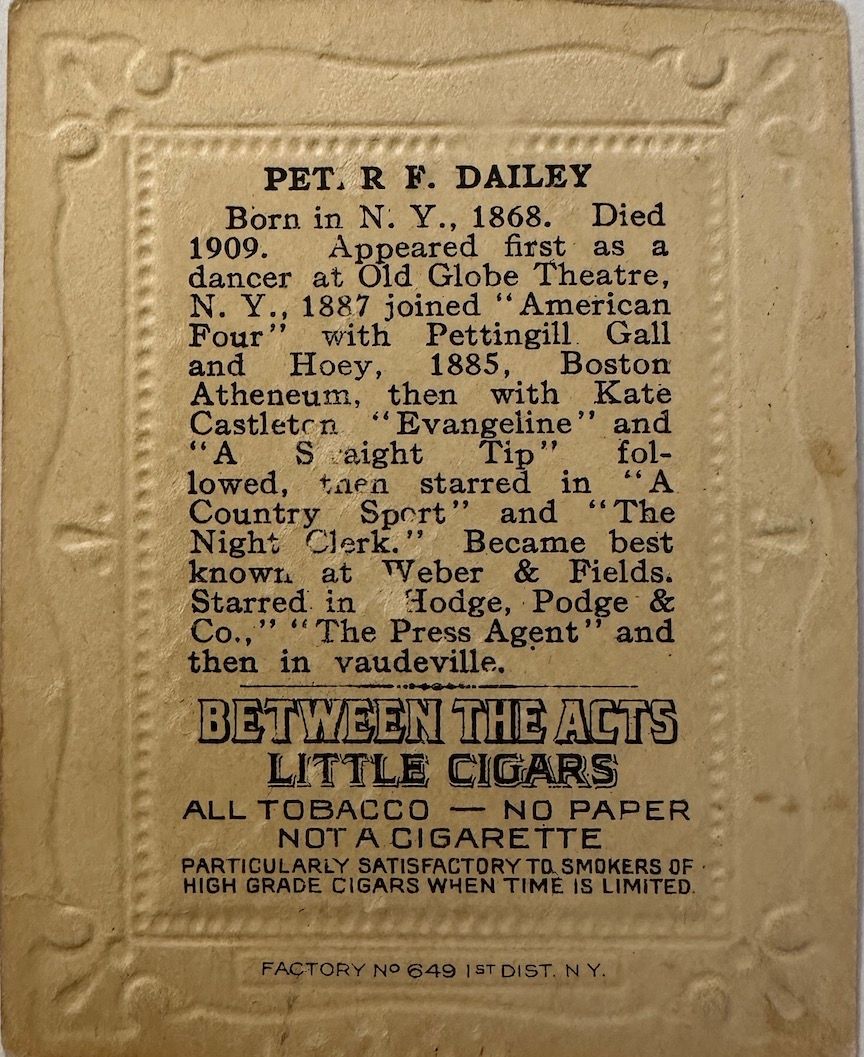 PETER F. DAILEY
Born in N. Y., 1868. Died
1909. Appeared first as a
dancer at Old Globe Theatre,
N. Y., 1887 joined "American
Four" with Pettingill Gall
and Hoey, 1885, Boston
Atheneum, then with Kate
Castleton "Evangeline" and
"A Straight Tip" fol-
lowed, then starred in "A
Country Sport" and "The
Night Clerk." Became best
known at Weber & Fields.
Starred in "Hodge, Podge &
Co.," "The Press Agent" and
then in vaudeville.
BETWEEN THE ACTS
LITTLE CIGARS
ALL TOBACCO — NO PAPER
NOT A CIGARETTE
PARTICULARLY SATISFACTORY TO SMOKERS OF
HIGH GRADE CIGARS WHEN TIME IS LIMITED.
FACTORY No 649 1ST DIST. N Y.